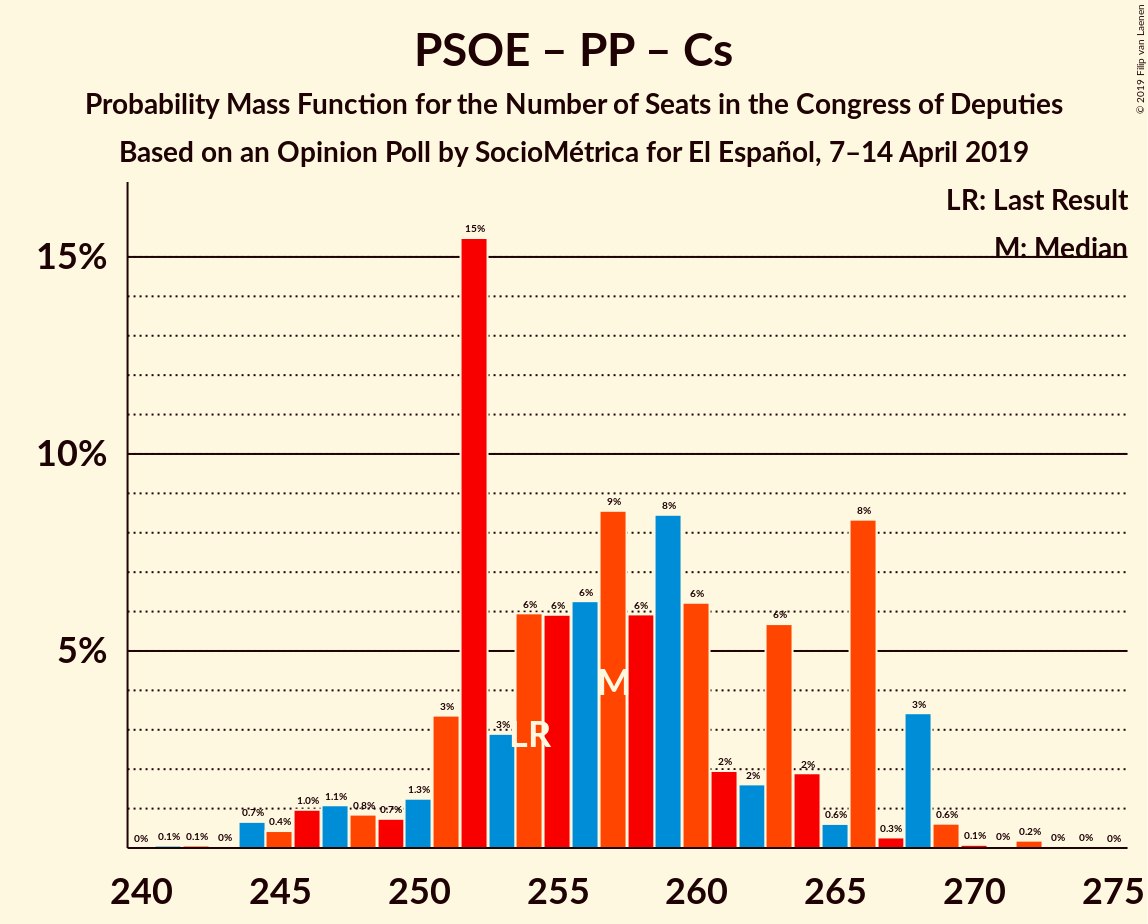 PSOE – PP – Cs
Probability Mass Function for the Number of Seats in the Congress of Deputies
Based on an Opinion Poll by SocioMétrica for El Español, 7–14 April 2019
© 2019 Filip van Laenen
LR: Last Result
M: Median
15%
10%
5%
0% 0.1% 0.1% 0% 0.7% 0.4% 1.0% 1.1% 0.8% 0.7% 1.3% 3% 15% 3% 6% 6% 6% 9% 6% 8% 6% 2% 2% 6% 2% 0.6% 8% 0.3% 3% 0.6% 0.1% 0% 0.2% 0% 0% 0%
M
LR
240 245 250 255 260 265 270 275